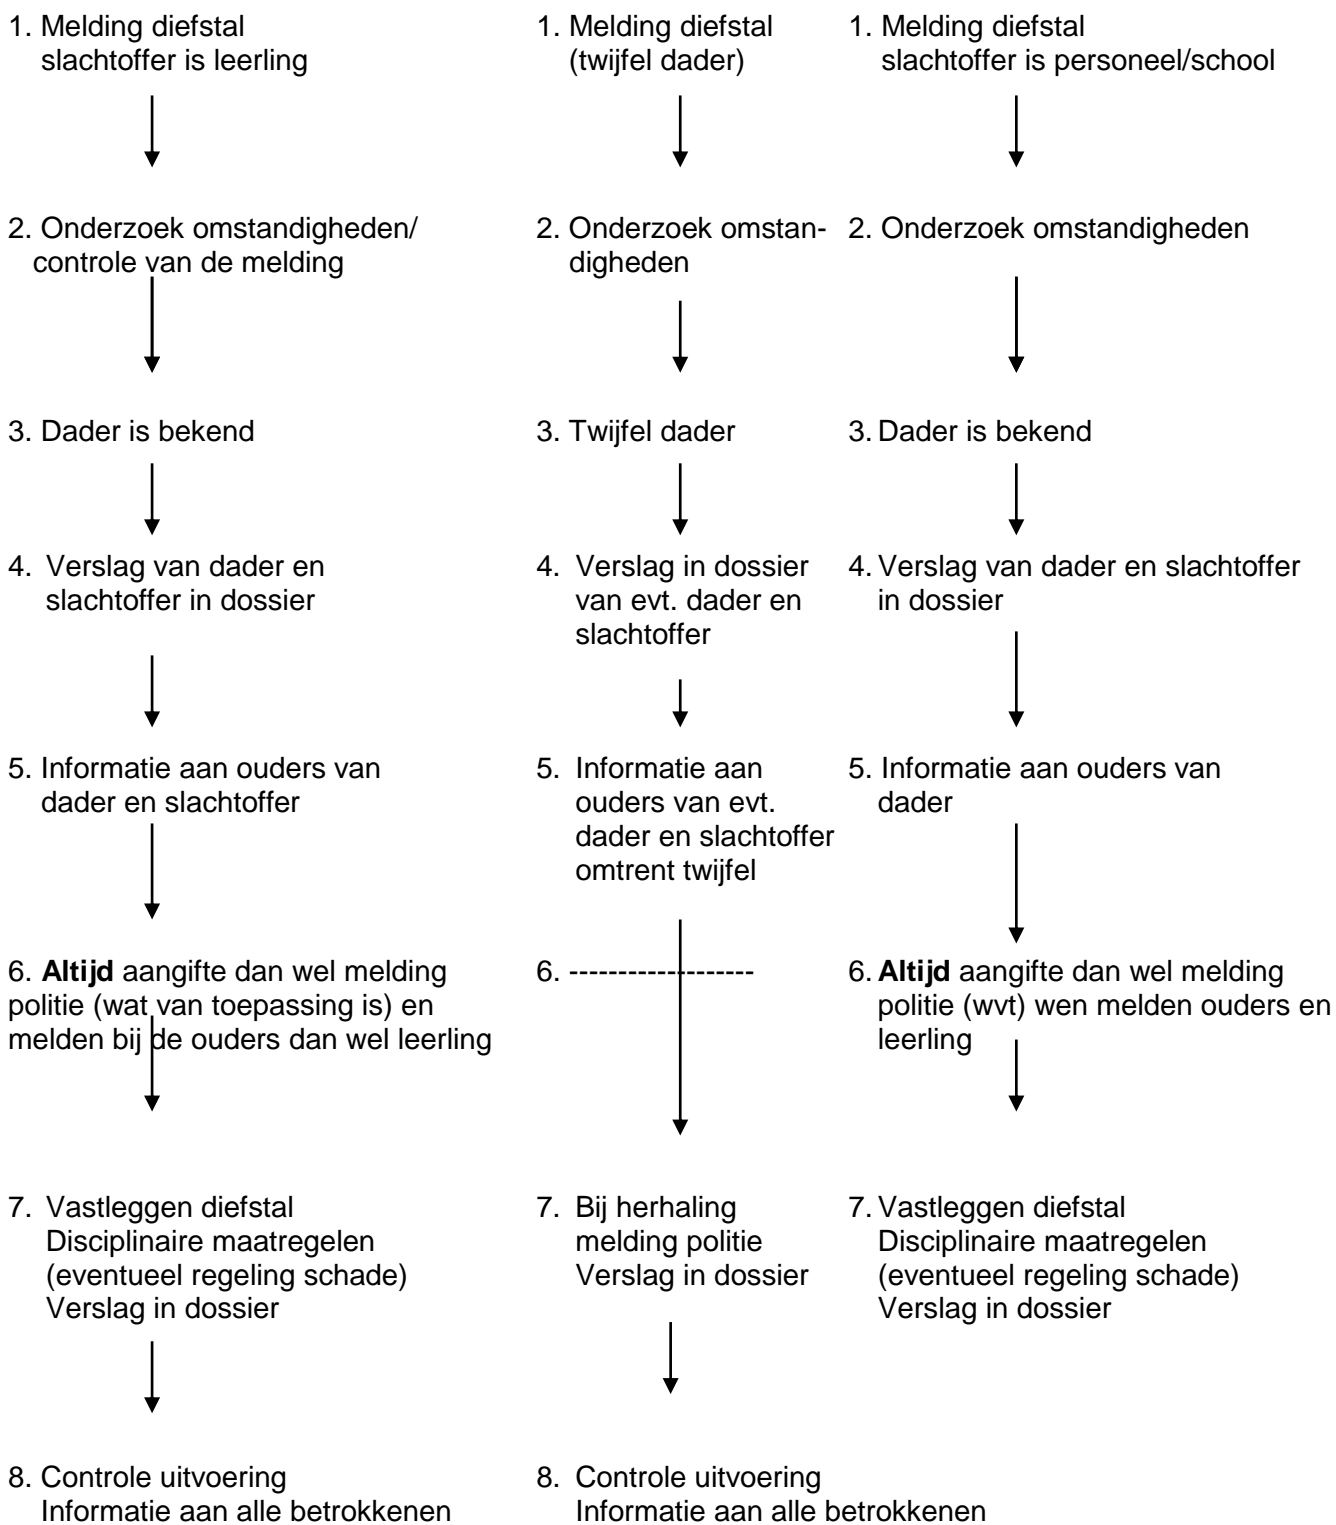 1. Melding diefstal
slachtoffer is leerling
2. Onderzoek omstandigheden/
controle van de melding
3. Dader is bekend
4. Verslag van dader en
slachtoffer in dossier
5. Informatie aan ouders van
dader en slachtoffer
6. Altijd aangifte dan wel melding
politie (wat van toepassing is) en
melden bij de ouders dan wel leerling
7. Vastleggen diefstal
Disciplinaire maatregelen
(eventueel regeling schade)
Verslag in dossier
8. Controle uitvoering
Informatie aan alle betrokkenen
1. Melding diefstal
(twijfel dader)
2. Onderzoek omstan-
digheden
3. Twijfel dader
4. Verslag in dossier
van evt. dader en
slachtoffer
5. Informatie aan
ouders van evt.
dader en slachtoffer
omtrent twijfel
6. -------------------
7. Bij herhaling
melding politie
Verslag in dossier
8. Controle uitvoering
Informatie aan alle betrokkenen
1. Melding diefstal
slachtoffer is personeel/school
2. Onderzoek omstandigheden
3. Dader is bekend
4. Verslag van dader en slachtoffer
in dossier
5. Informatie aan ouders van
dader
6. Altijd aangifte dan wel melding
politie (wvt) wen melden ouders en
leerling
7. Vastleggen diefstal
Disciplinaire maatregelen
(eventueel regeling schade)
Verslag in dossier